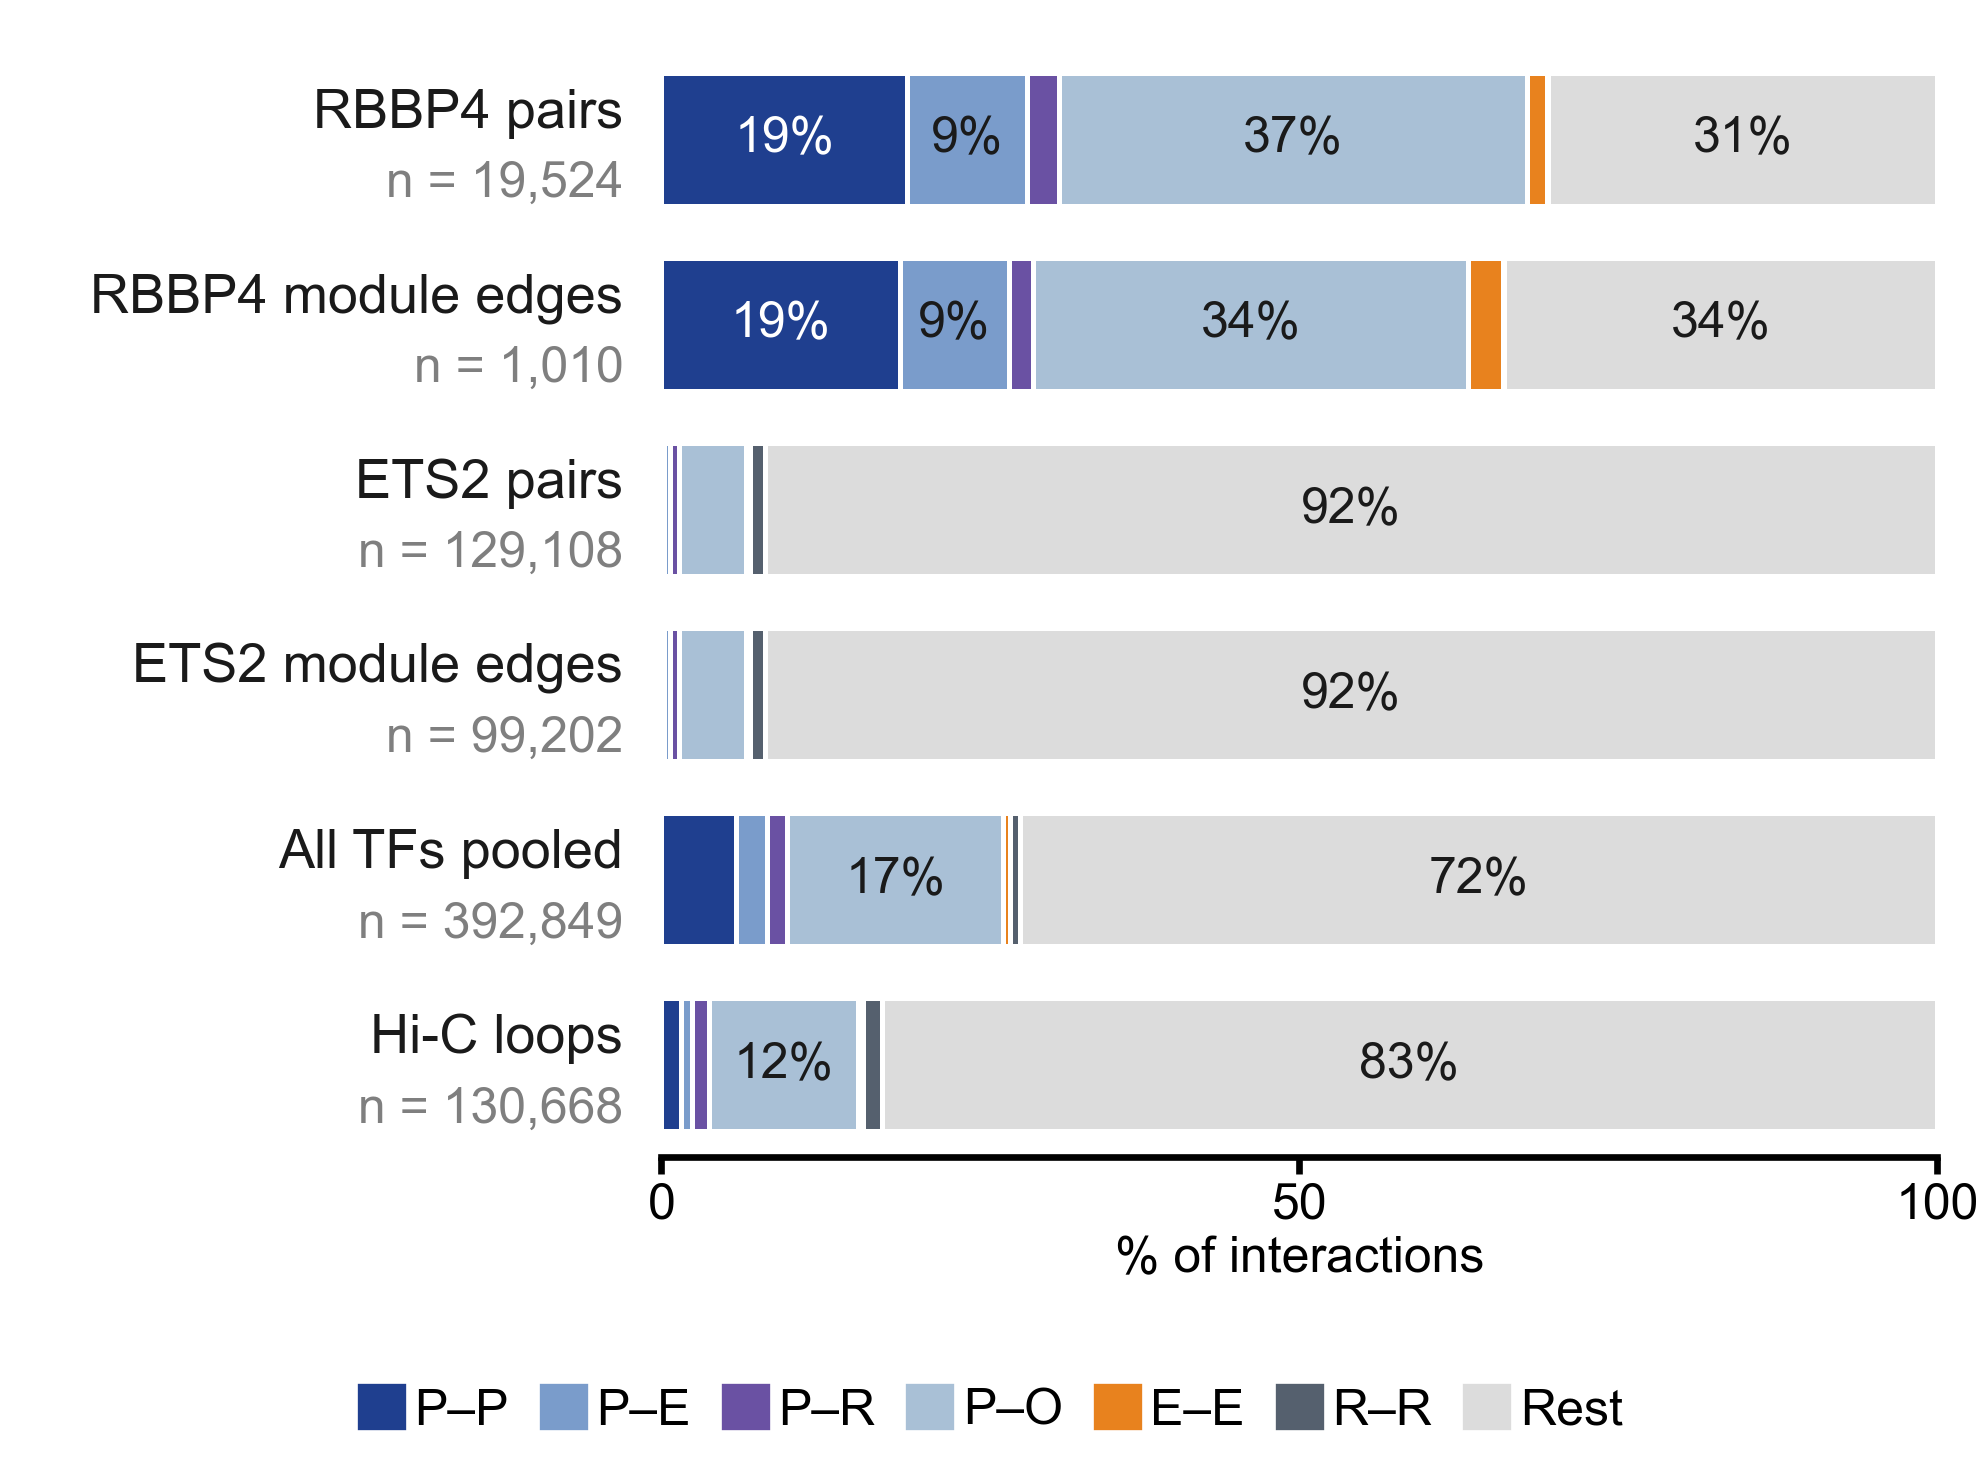 RBBP4 pairs
n = 19,524
19% 9% 37% 31%
RBBP4 module edges
n = 1,010
19% 9% 34% 34%
ETS2 pairs
n = 129,108
92%
ETS2 module edges
n = 99,202
92%
All TFs pooled
n = 392,849
17% 72%
Hi-C loops
n = 130,668
12% 83%
0 50 100
% of interactions
P–P P–E P–R P–O E–E R–R Rest